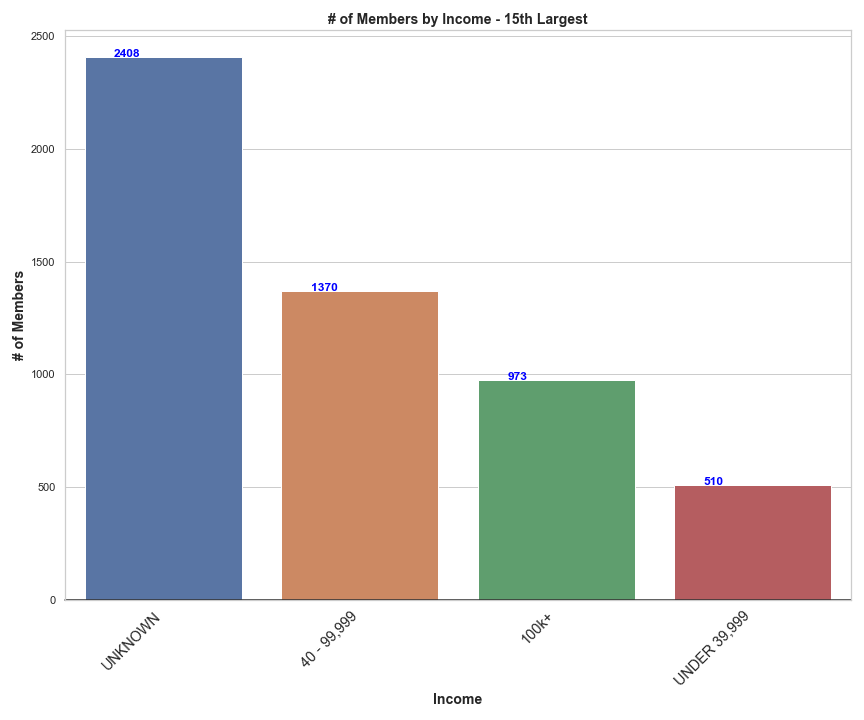 # of Members by Income - 15th Largest
2500
2000
1500
1000
500
0
# of Members
2408
1370
973
510
UNKNOWN
40 - 99,999
100k+
UNDER 39,999
Income